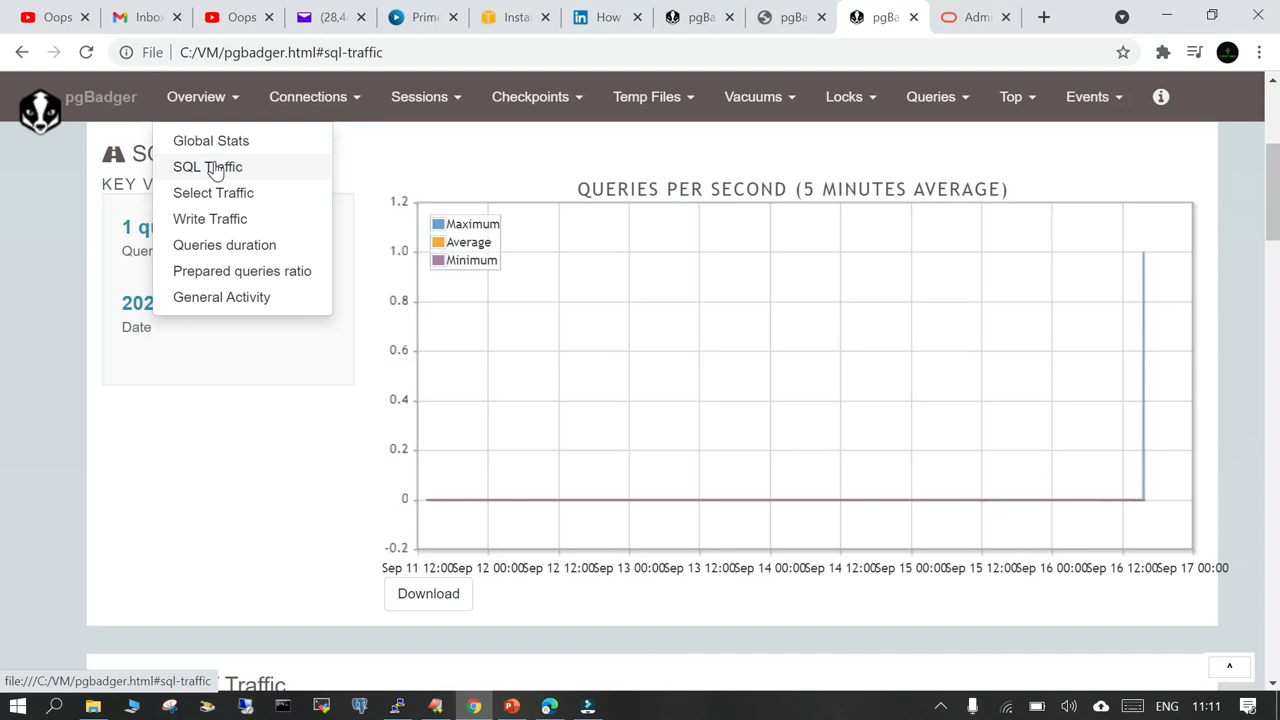 Oops
Inbo
Oops
(28,4
Prime
Instan
How
pgBa
pgBa
pgBa
Adm
File
C:/VM/pgbadger.html#sql-traffic
pgBadger
Overview
Connections
Sessions
Checkpoints
Temp Files
Vacuums
Locks
Queries
Top
Events
Global Stats
SQL Traffic
Select Traffic
Write Traffic
Queries duration
Prepared queries ratio
General Activity
KEY V
1 qu
Quer
202
Date
QUERIES PER SECOND (5 MINUTES AVERAGE)
Maximum
Average
Minimum
1.2
1.0
0.8
0.6
0.4
0.2
0
-0.2
Sep 11 12:00
Sep 12 00:00
Sep 12 12:00
Sep 13 00:00
Sep 13 12:00
Sep 14 00:00
Sep 14 12:00
Sep 15 00:00
Sep 15 12:00
Sep 16 00:00
Sep 16 12:00
Sep 17 00:00
Download
Traffic
file:///C:/VM/pgbadger.html#sql-traffic
ENG
11:11